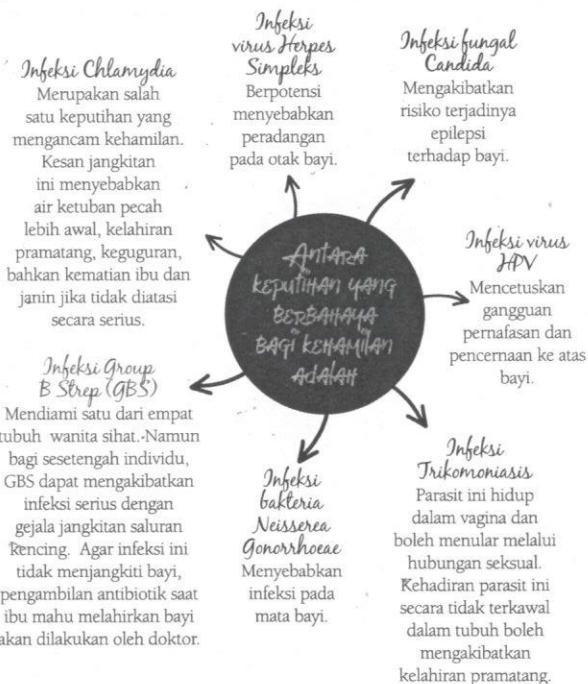 Infeksi
virus Herpes
Simpleks
Berpotensi
menyebabkan
peradangan
pada otak bayi.
Infeksi fungal
Candida
Mengakibatkan
risiko terjadinya
epilepsi
terhadap bayi.
Infeksi Chlamydia
Merupakan salah
satu keputihan yang
mengancam kehamilan.
Kesan jangkitan
ini menyebabkan
air ketuban pecah
lebih awal, kelahiran
pramatang, keguguran,
bahkan kematian ibu dan
janin jika tidak diatasi
secara serius.
ANTARA
KEPUTIHAN YANG
BERBAHAYA
BAGI KEHAMILAN
ADALAH
Infeksi virus
HPV
Mencetuskan
gangguan
pernafasan dan
pencernaan ke atas
bayi.
Infeksi Group
B Strep (GBS)
Mendiami satu dari empat
tubuh wanita sihat. Namun
bagi sesetengah individu,
GBS dapat mengakibatkan
infeksi serius dengan
gejala jangkitan saluran
kencing. Agar infeksi ini
tidak menjangkiti bayi,
pengambilan antibiotik saat
ibu mahu melahirkan bayi
akan dilakukan oleh doktor.
Infeksi
bakteria
Neisserea
Gonorrhoeae
Menyebabkan
infeksi pada
mata bayi.
Infeksi
Trikomoniasis
Parasit ini hidup
dalam vagina dan
boleh menular melalui
hubungan seksual.
Kehadiran parasit ini
secara tidak terkawal
dalam tubuh boleh
mengakibatkan
kelahiran pramatang.